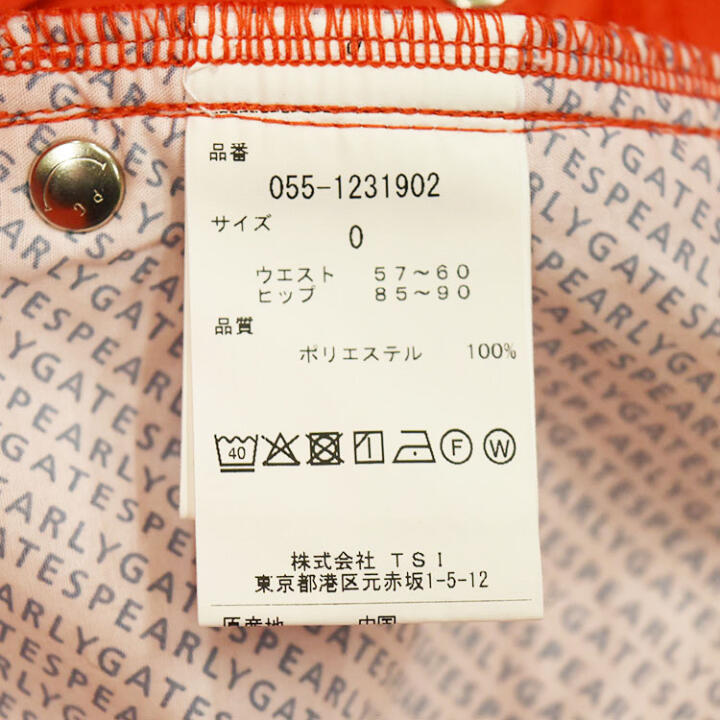 品番
055-1231902
サイズ
0
ウエスト 57～60
ヒップ 85～90
品質
ポリエステル 100%
40
F W
株式会社 TSI
東京都港区元赤坂1-5-12
原産地 中国
PEARLYGATES